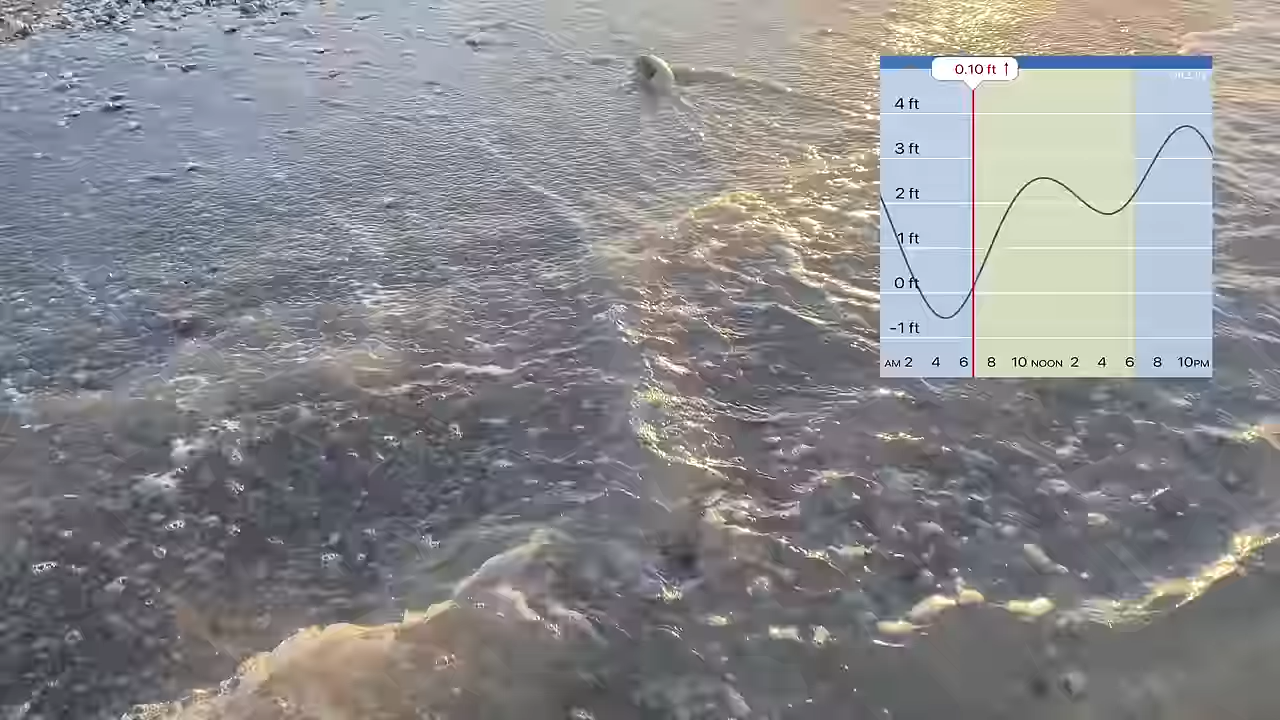 0.10 ft ↑
4 ft
3 ft
2 ft
1 ft
0 ft
-1 ft
AM 2 4 6 8 10 NOON 2 4 6 8 10PM